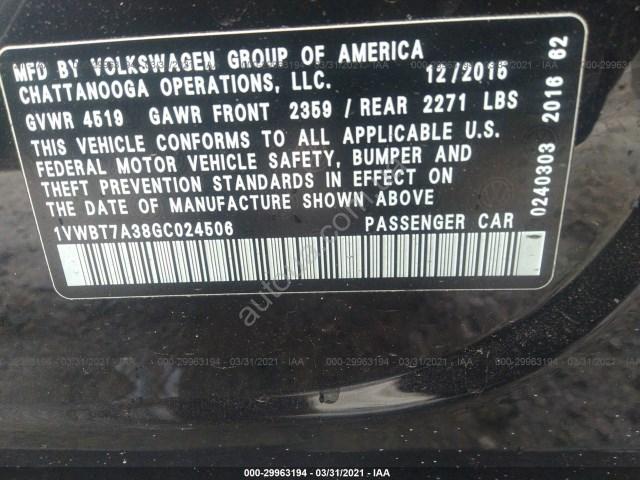 MFD BY VOLKSWAGEN GROUP OF AMERICA
CHATTANOOGA OPERATIONS, LLC. 12/2015
GVWR 4519 GAWR FRONT 2359 / REAR 2271 LBS
THIS VEHICLE CONFORMS TO ALL APPLICABLE U.S.
FEDERAL MOTOR VEHICLE SAFETY, BUMPER AND
THEFT PREVENTION STANDARDS IN EFFECT ON
THE DATE OF MANUFACTURE SHOWN ABOVE
1VWBT7A38GC024506 PASSENGER CAR
0240303 2016 62
000-29963194 - 03/31/2021 - IAA